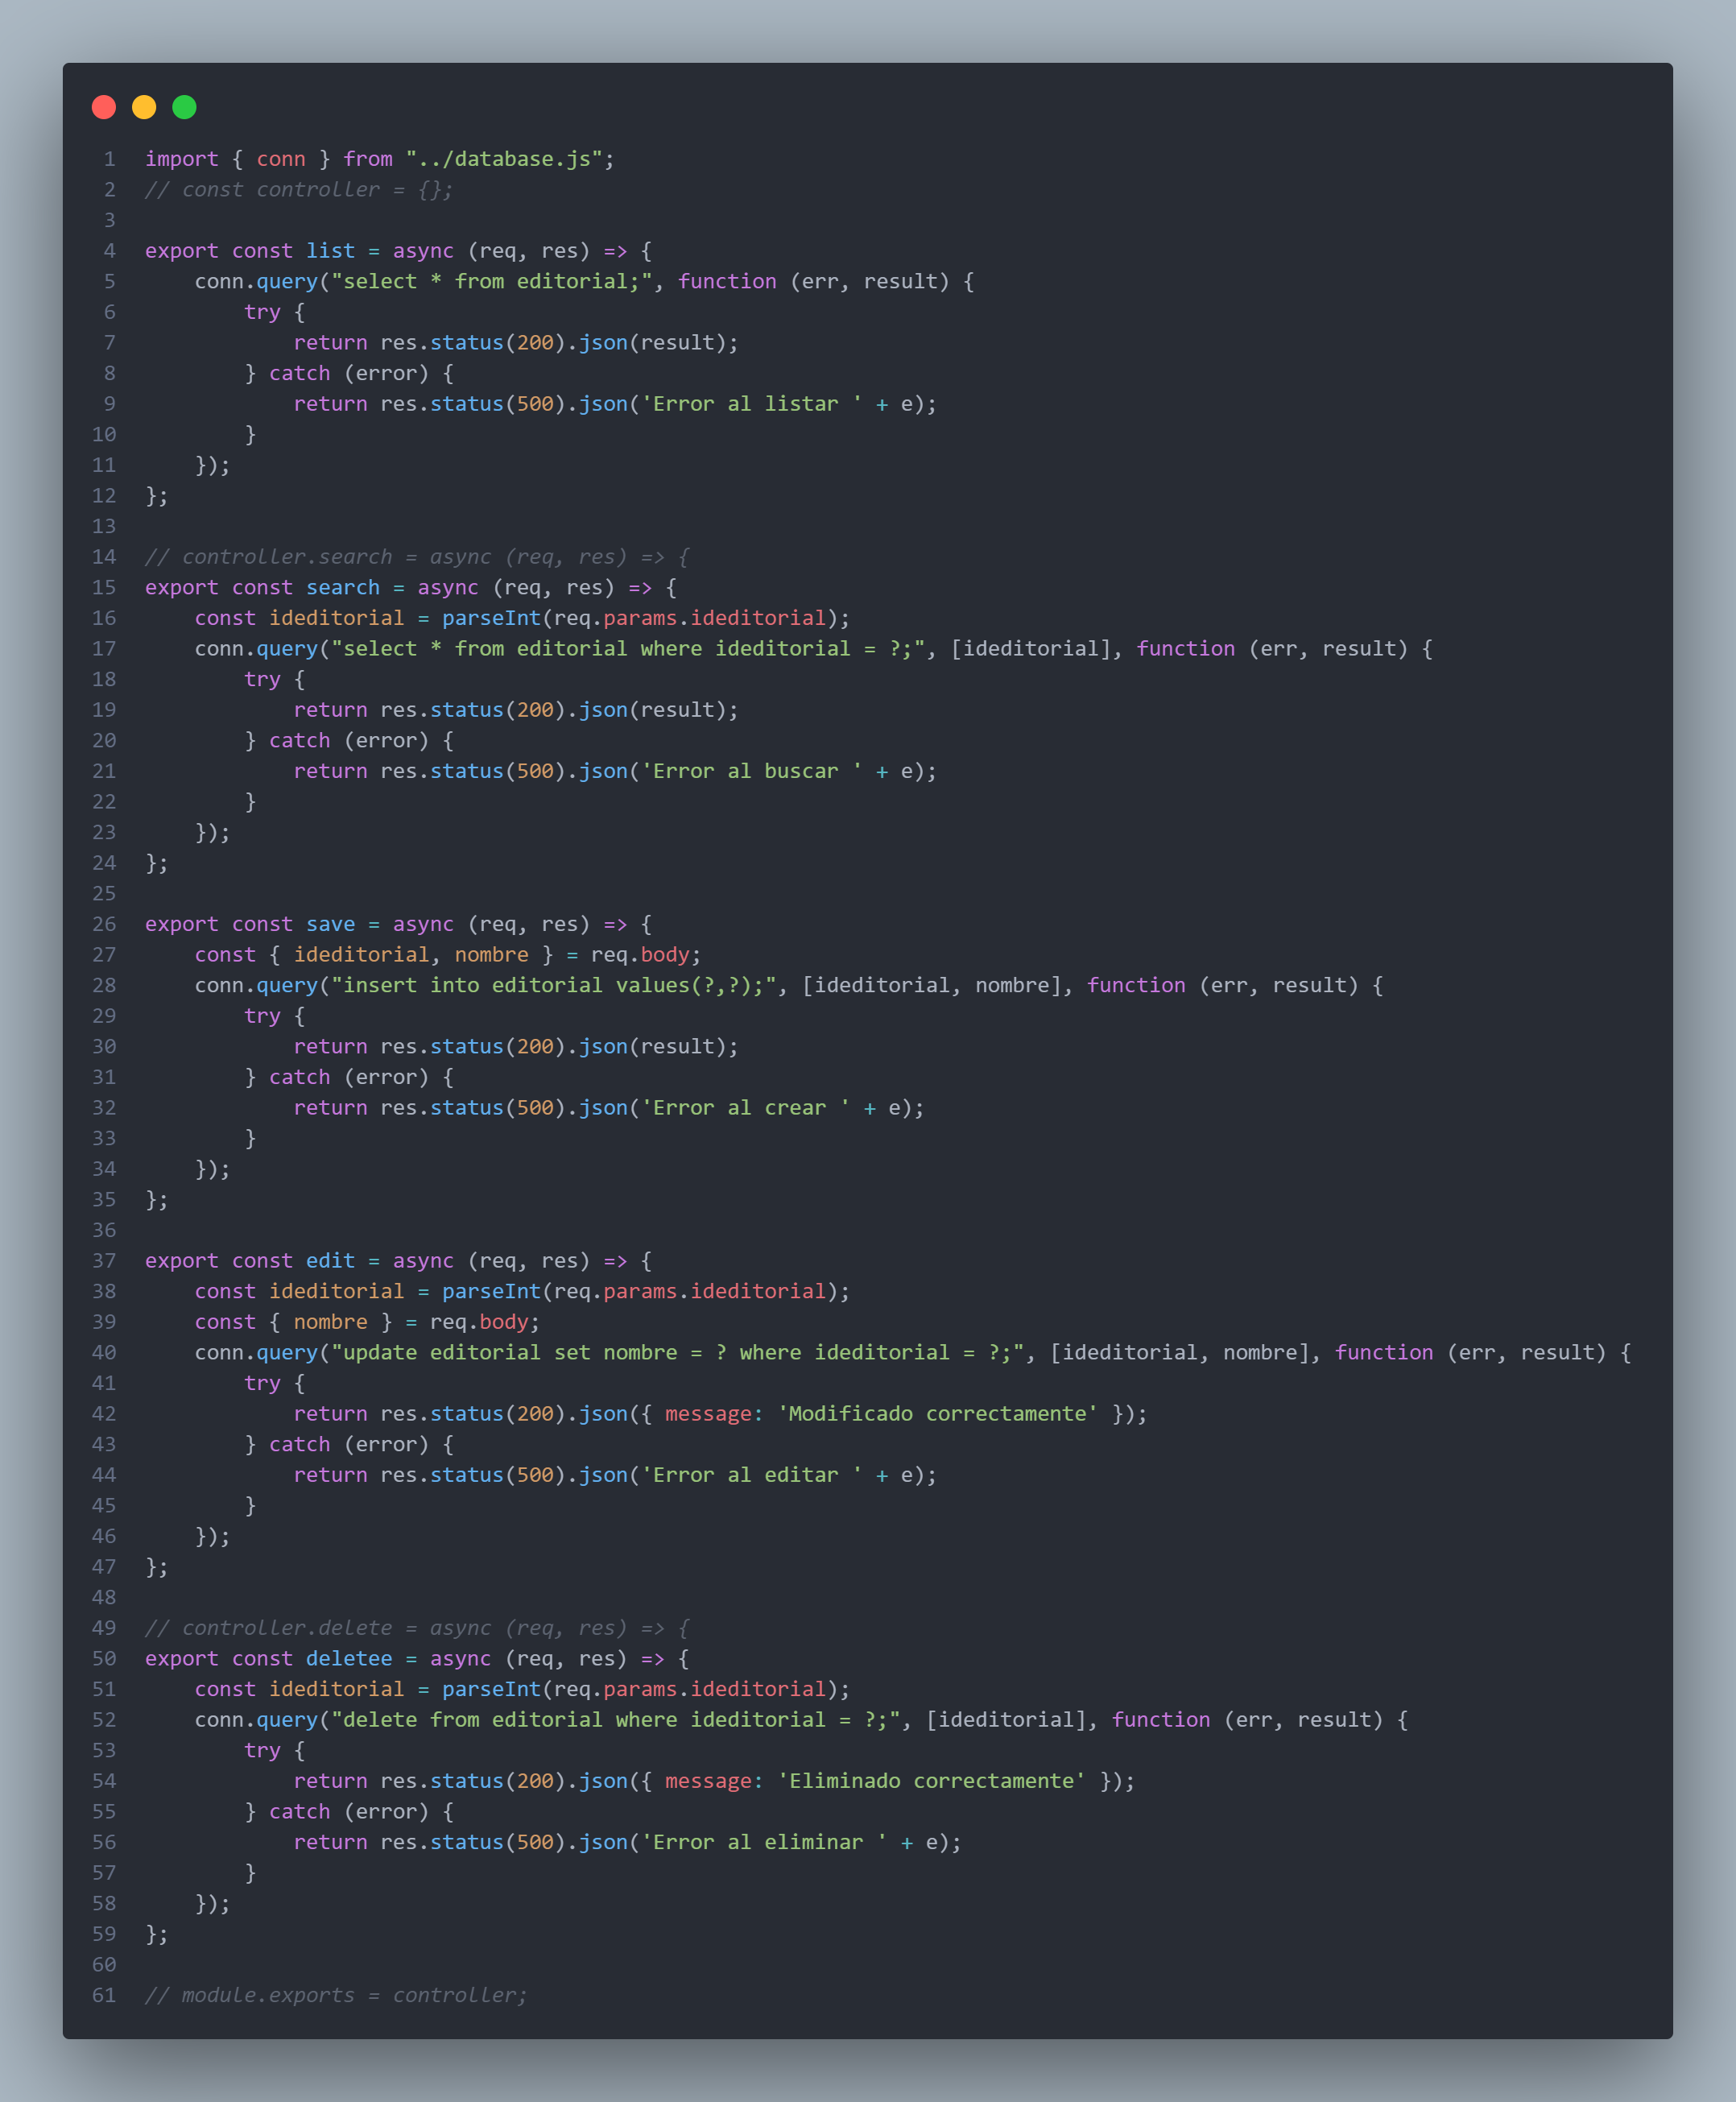 1 import { conn } from "../database.js";
2 // const controller = {};
3
4 export const list = async (req, res) => {
5     conn.query("select * from editorial;", function (err, result) {
6         try {
7             return res.status(200).json(result);
8         } catch (error) {
9             return res.status(500).json('Error al listar ' + e);
10         }
11     });
12 };
13
14 // controller.search = async (req, res) => {
15 export const search = async (req, res) => {
16     const ideditorial = parseInt(req.params.ideditorial);
17     conn.query("select * from editorial where ideditorial = ?;", [ideditorial], function (err, result) {
18         try {
19             return res.status(200).json(result);
20         } catch (error) {
21             return res.status(500).json('Error al buscar ' + e);
22         }
23     });
24 };
25
26 export const save = async (req, res) => {
27     const { ideditorial, nombre } = req.body;
28     conn.query("insert into editorial values(?,?);", [ideditorial, nombre], function (err, result) {
29         try {
30             return res.status(200).json(result);
31         } catch (error) {
32             return res.status(500).json('Error al crear ' + e);
33         }
34     });
35 };
36
37 export const edit = async (req, res) => {
38     const ideditorial = parseInt(req.params.ideditorial);
39     const { nombre } = req.body;
40     conn.query("update editorial set nombre = ? where ideditorial = ?;", [ideditorial, nombre], function (err, result) {
41         try {
42             return res.status(200).json({ message: 'Modificado correctamente' });
43         } catch (error) {
44             return res.status(500).json('Error al editar ' + e);
45         }
46     });
47 };
48
49 // controller.delete = async (req, res) => {
50 export const deletee = async (req, res) => {
51     const ideditorial = parseInt(req.params.ideditorial);
52     conn.query("delete from editorial where ideditorial = ?;", [ideditorial], function (err, result) {
53         try {
54             return res.status(200).json({ message: 'Eliminado correctamente' });
55         } catch (error) {
56             return res.status(500).json('Error al eliminar ' + e);
57         }
58     });
59 };
60
61 // module.exports = controller;